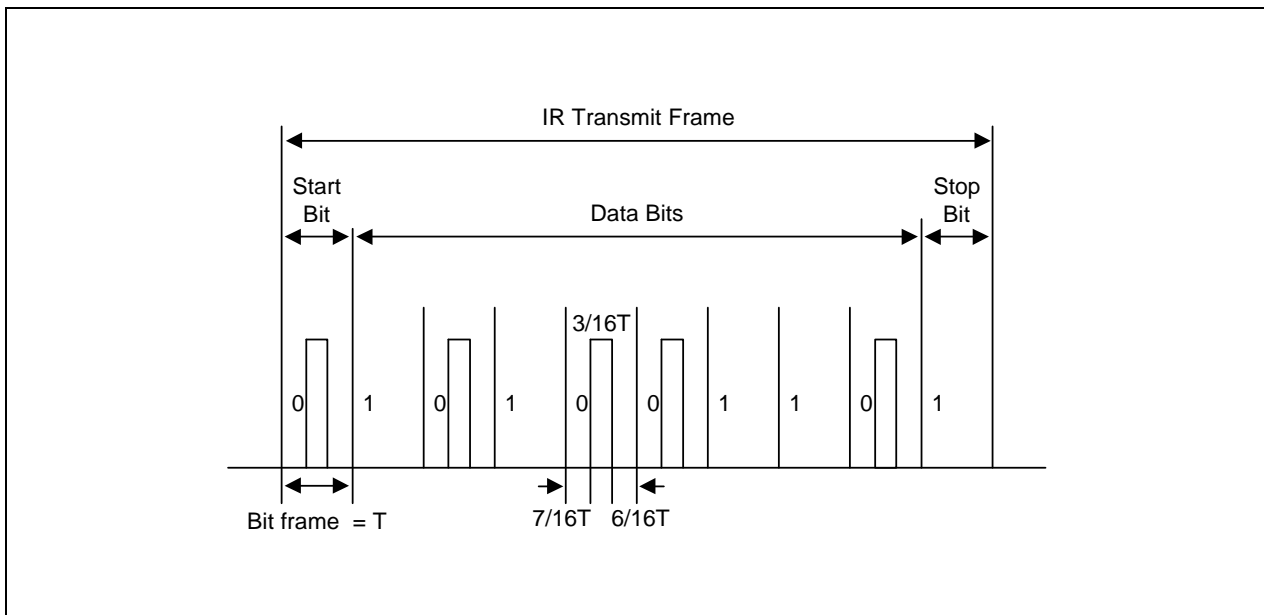 IR Transmit Frame
Start
Bit
Data Bits
Stop
Bit
3/16T
0 1 0 1 0 0 1 1 0 1
Bit frame = T
7/16T 6/16T